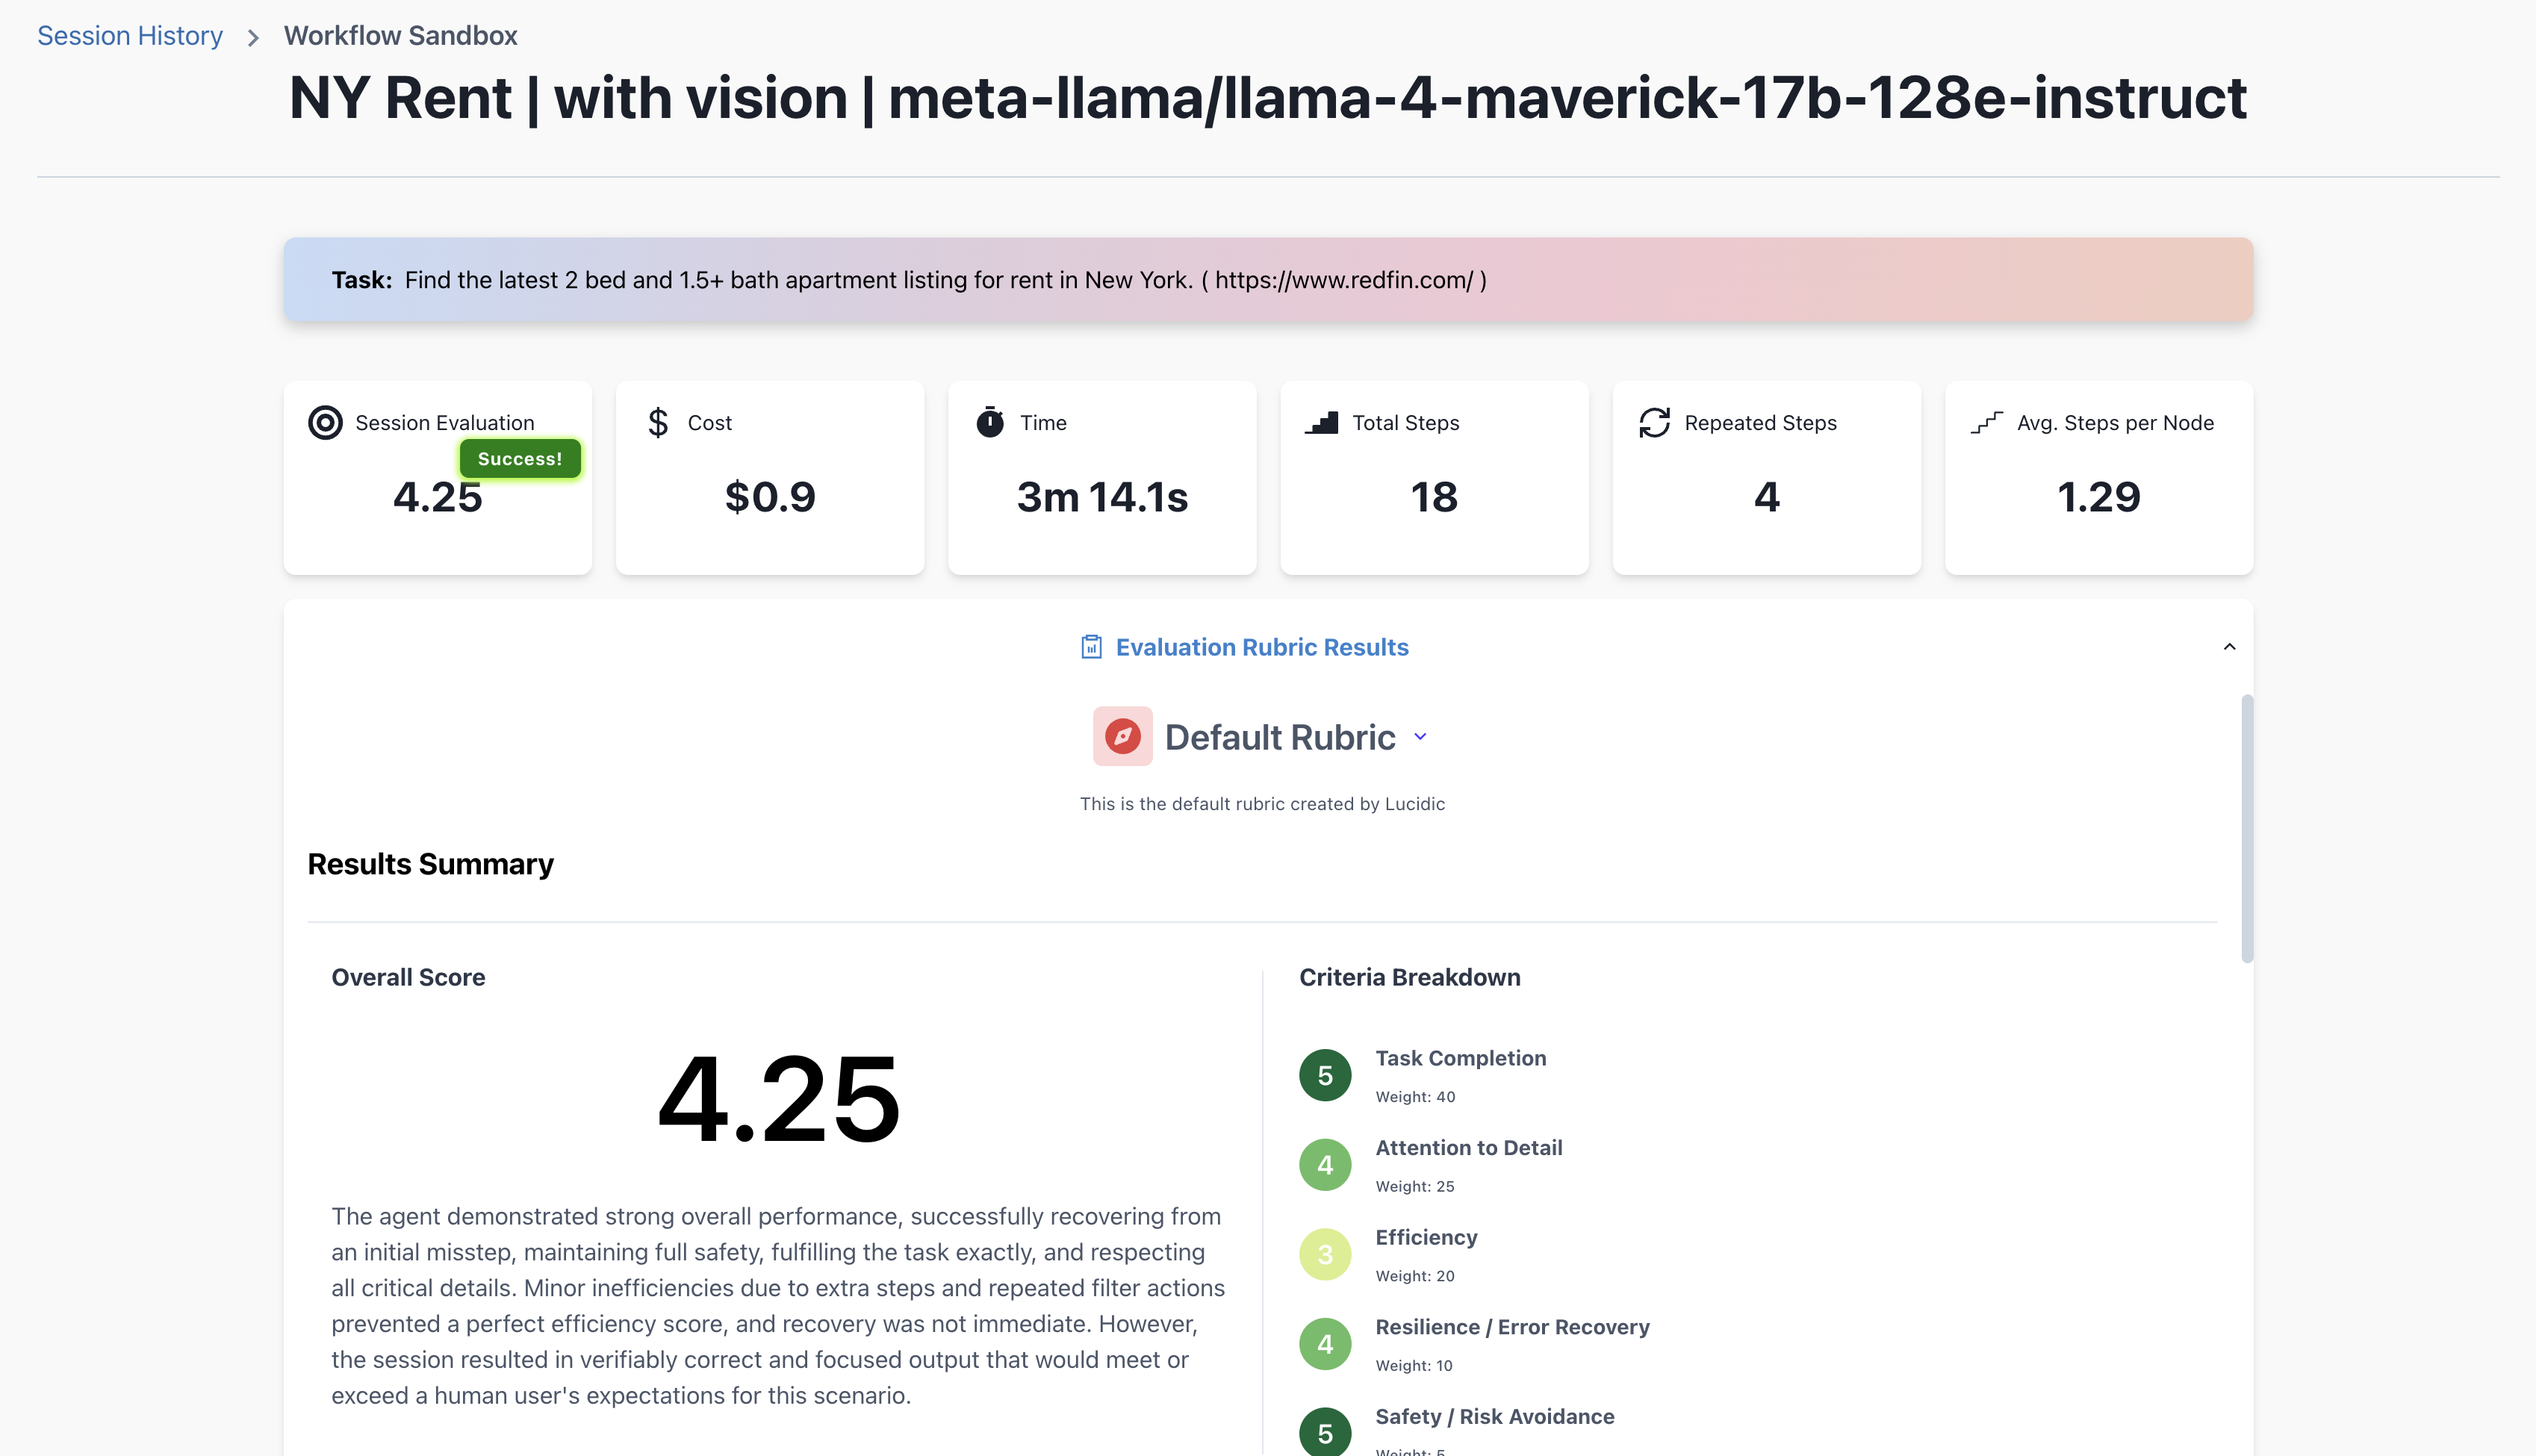 Session History > Workflow Sandbox
NY Rent | with vision | meta-llama/llama-4-maverick-17b-128e-instruct
Task: Find the latest 2 bed and 1.5+ bath apartment listing for rent in New York. ( https://www.redfin.com/ )
Session Evaluation
Success!
4.25
Cost
$0.9
Time
3m 14.1s
Total Steps
18
Repeated Steps
4
Avg. Steps per Node
1.29
Evaluation Rubric Results
Default Rubric
This is the default rubric created by Lucidic
Results Summary
Overall Score
4.25
The agent demonstrated strong overall performance, successfully recovering from
an initial misstep, maintaining full safety, fulfilling the task exactly, and respecting
all critical details. Minor inefficiencies due to extra steps and repeated filter actions
prevented a perfect efficiency score, and recovery was not immediate. However,
the session resulted in verifiably correct and focused output that would meet or
exceed a human user's expectations for this scenario.
Criteria Breakdown
5
Task Completion
Weight: 40
4
Attention to Detail
Weight: 25
3
Efficiency
Weight: 20
4
Resilience / Error Recovery
Weight: 10
5
Safety / Risk Avoidance
Weight: 5